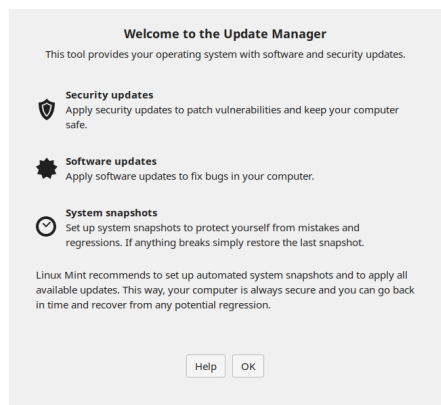 Welcome to the Update Manager
This tool provides your operating system with software and security updates.
Security updates
Apply security updates to patch vulnerabilities and keep your computer
safe.
Software updates
Apply software updates to fix bugs in your computer.
System snapshots
Set up system snapshots to protect yourself from mistakes and
regressions. If anything breaks simply restore the last snapshot.
Linux Mint recommends to set up automated system snapshots and to apply all
available updates. This way, your computer is always secure and you can go back
in time and recover from any potential regression.
Help OK